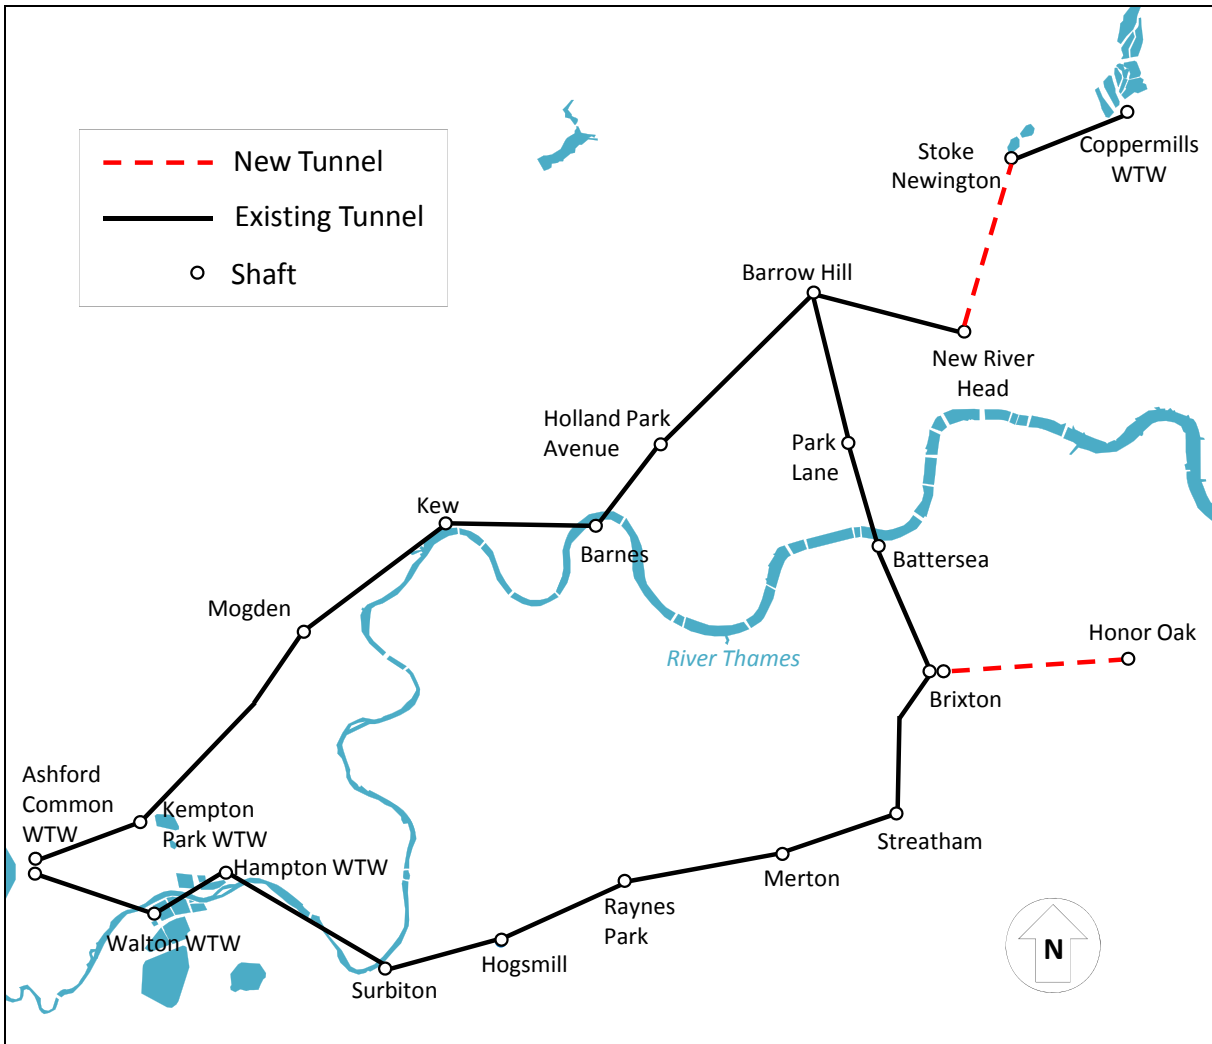 New Tunnel
Existing Tunnel
Shaft
Stoke
Newington
Coppermills
WTW
Barrow Hill
New River
Head
Holland Park
Avenue
Park
Lane
Kew
Barnes
Battersea
Mogden
River Thames
Honor Oak
Brixton
Ashford
Common
WTW
Kempton
Park WTW
Hampton WTW
Streatham
Merton
Raynes
Park
Walton WTW
Hogsmill
Surbiton
N